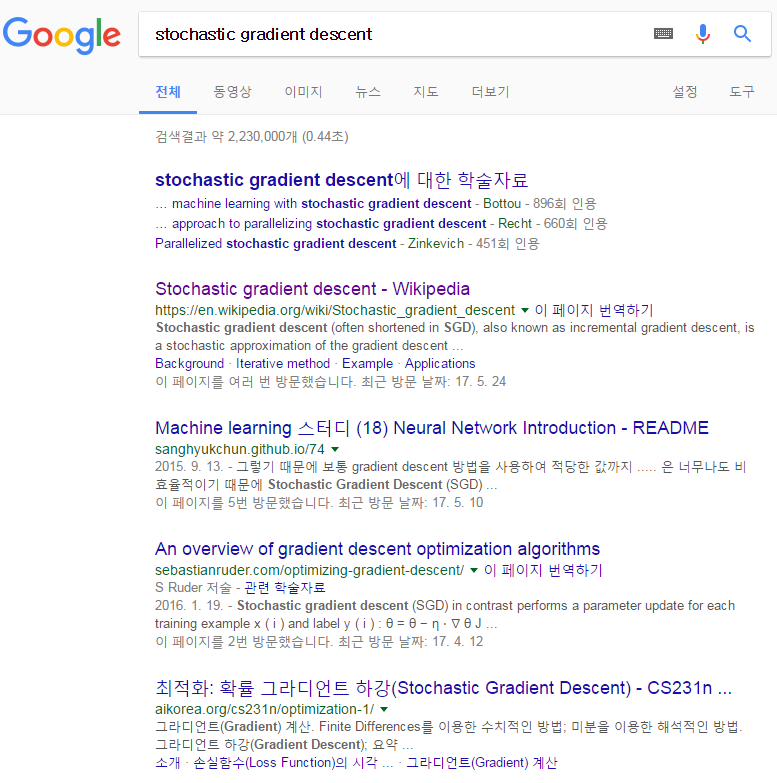 Google
stochastic gradient descent
전체 동영상 이미지 뉴스 지도 더보기 설정 도구
검색결과 약 2,230,000개 (0.44초)
stochastic gradient descent에 대한 학술자료
... machine learning with stochastic gradient descent - Bottou - 896회 인용
... approach to parallelizing stochastic gradient descent - Recht - 660회 인용
Parallelized stochastic gradient descent - Zinkevich - 451회 인용
Stochastic gradient descent - Wikipedia
https://en.wikipedia.org/wiki/Stochastic_gradient_descent ▼ 이 페이지 번역하기
Stochastic gradient descent (often shortened in SGD), also known as incremental gradient descent, is
a stochastic approximation of the gradient descent ...
Background · Iterative method · Example · Applications
이 페이지를 여러 번 방문했습니다. 최근 방문 날짜: 17. 5. 24
Machine learning 스터디 (18) Neural Network Introduction - README
sanghyukchun.github.io/74 ▼
2015. 9. 13. - 그렇기 때문에 보통 gradient descent 방법을 사용하여 적당한 값까지 ..... 은 너무나도 비
효율적이기 때문에 Stochastic Gradient Descent (SGD) ...
이 페이지를 5번 방문했습니다. 최근 방문 날짜: 17. 5. 10
An overview of gradient descent optimization algorithms
sebastianruder.com/optimizing-gradient-descent/ ▼ 이 페이지 번역하기
S Ruder 저술 - 관련 학술자료
2016. 1. 19. - Stochastic gradient descent (SGD) in contrast performs a parameter update for each
training example x ( i ) and label y ( i ) : θ = θ − η · ∇ θ J ...
이 페이지를 2번 방문했습니다. 최근 방문 날짜: 17. 4. 12
최적화: 확률 그라디언트 하강(Stochastic Gradient Descent) - CS231n ...
aikorea.org/cs231n/optimization-1/ ▼
그라디언트(Gradient) 계산. Finite Differences를 이용한 수치적인 방법; 미분을 이용한 해석적인 방법.
그라디언트 하강(Gradient Descent); 요약 ...
소개 · 손실함수(Loss Function)의 시각 ... · 그라디언트(Gradient) 계산